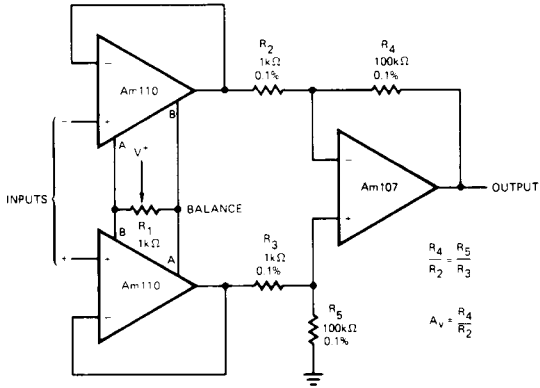 −
Am110
+
A
B
−
INPUTS
+
V+
BALANCE
R1
1kΩ
B
A
+
Am110
−
R2
1kΩ
0.1%
R4
100kΩ
0.1%
−
Am107
+
OUTPUT
R3
1kΩ
0.1%
R5
100kΩ
0.1%
R4/R2 = R5/R3
Av = R4/R2